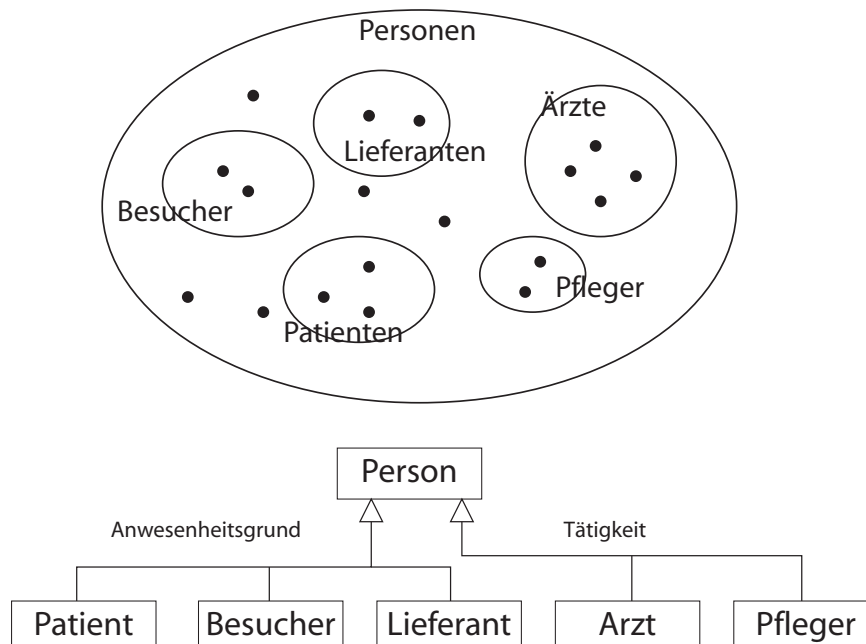 Personen
Ärzte
Lieferanten
Besucher
Pfleger
Patienten
Person
Anwesenheitsgrund
Tätigkeit
Patient
Besucher
Lieferant
Arzt
Pfleger